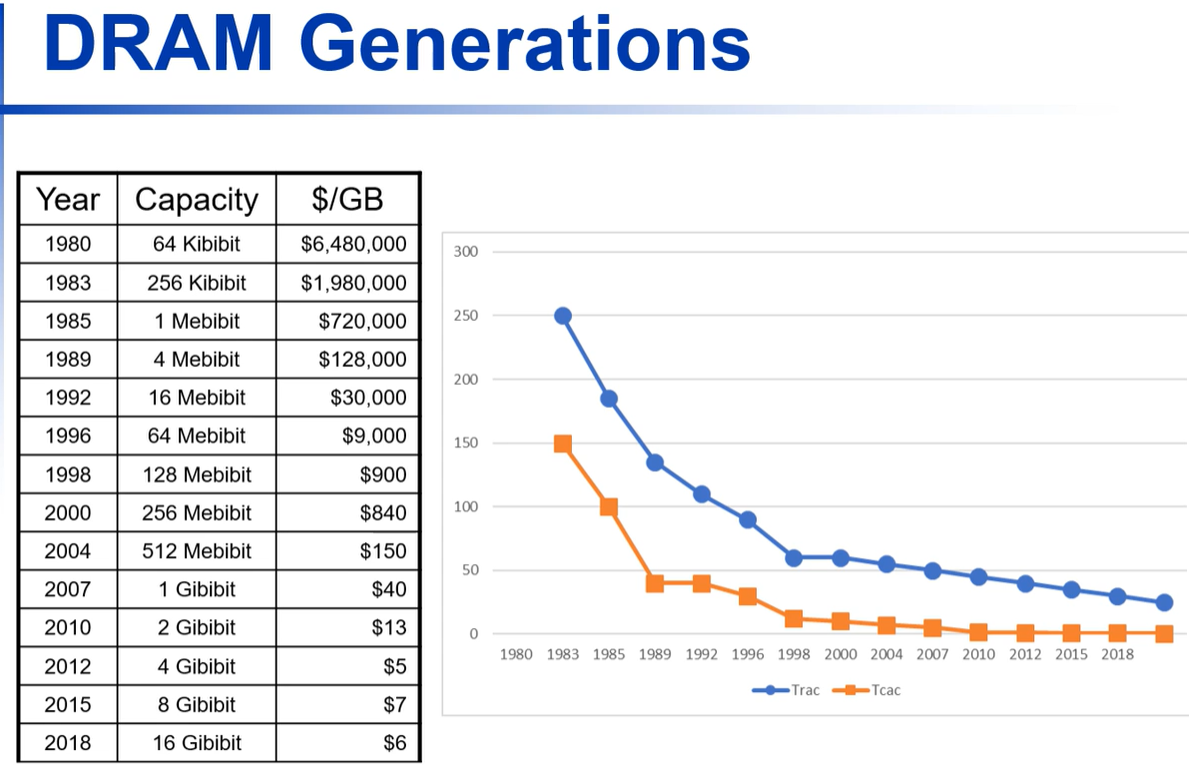 DRAM Generations
Year Capacity $/GB
1980 64 Kibibit $6,480,000
1983 256 Kibibit $1,980,000
1985 1 Mebibit $720,000
1989 4 Mebibit $128,000
1992 16 Mebibit $30,000
1996 64 Mebibit $9,000
1998 128 Mebibit $900
2000 256 Mebibit $840
2004 512 Mebibit $150
2007 1 Gibibit $40
2010 2 Gibibit $13
2012 4 Gibibit $5
2015 8 Gibibit $7
2018 16 Gibibit $6
300
250
200
150
100
50
0
1980 1983 1985 1989 1992 1996 1998 2000 2004 2007 2010 2012 2015 2018
Trac Tcac